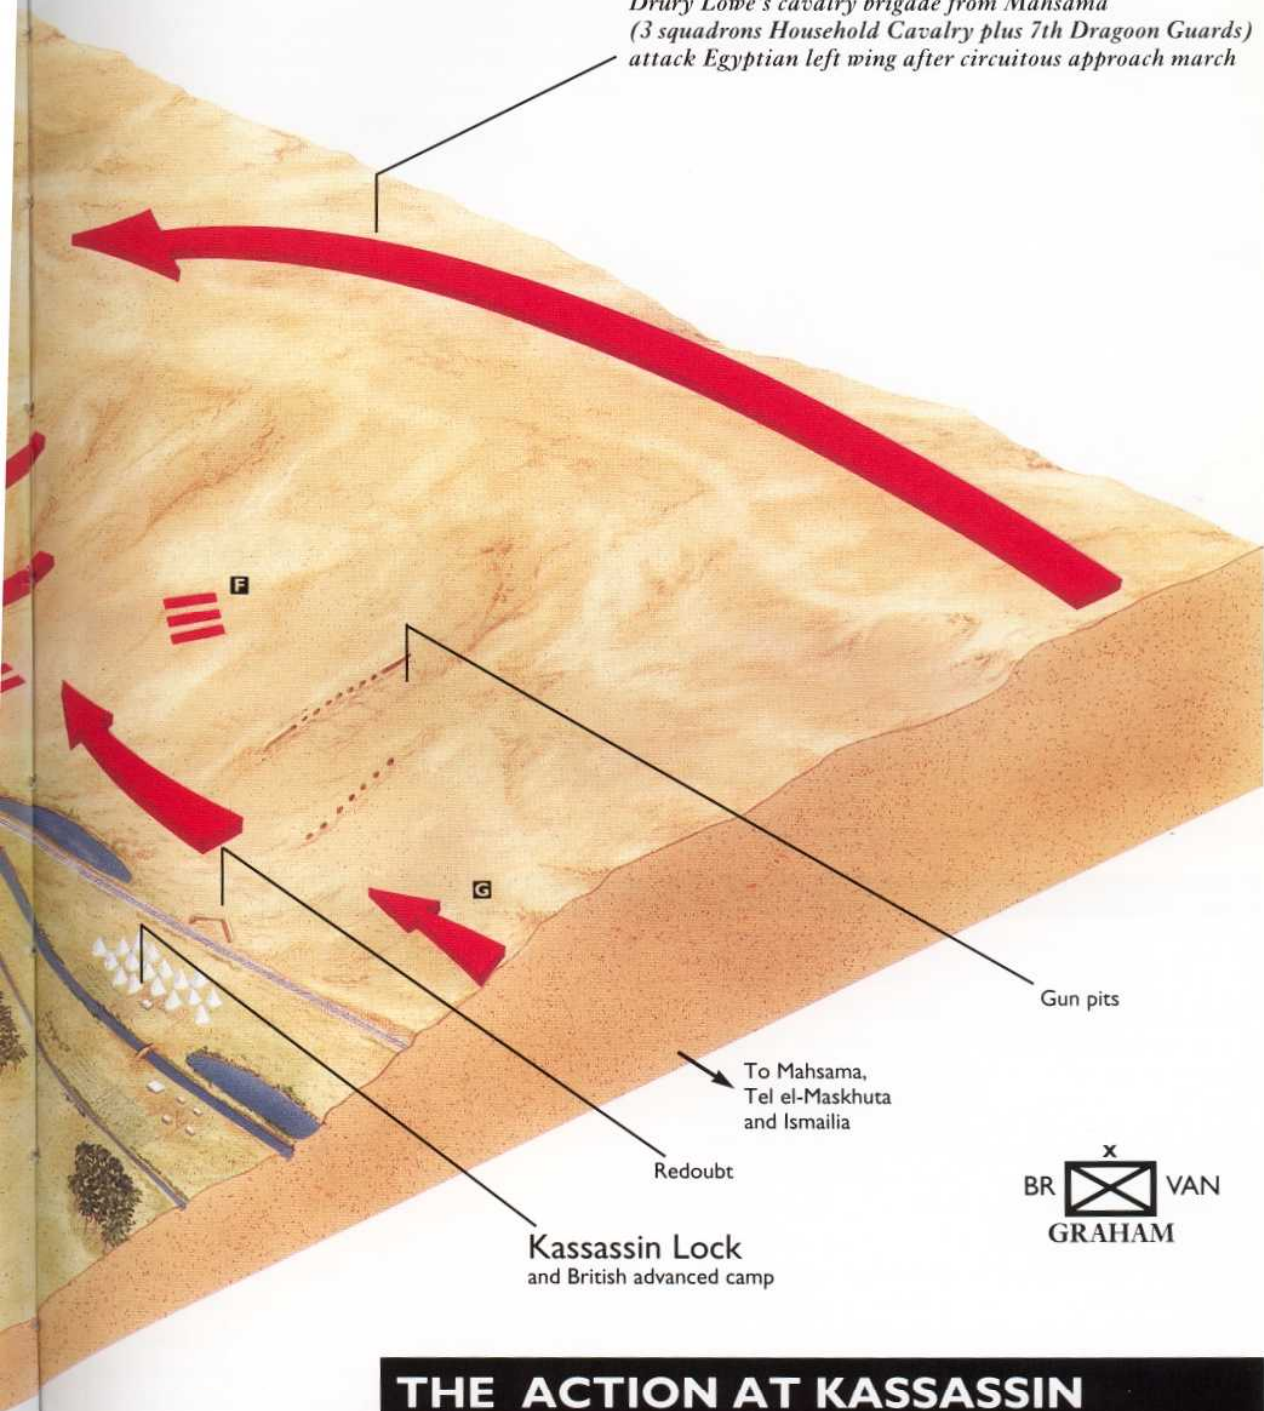 Drury Lowe's cavalry brigade from Mahsama
(3 squadrons Household Cavalry plus 7th Dragoon Guards)
attack Egyptian left wing after circuitous approach march
F
G
Gun pits
To Mahsama,
Tel el-Maskhuta
and Ismailia
Redoubt
X
BR VAN
GRAHAM
Kassassin Lock
and British advanced camp
THE ACTION AT KASSASSIN